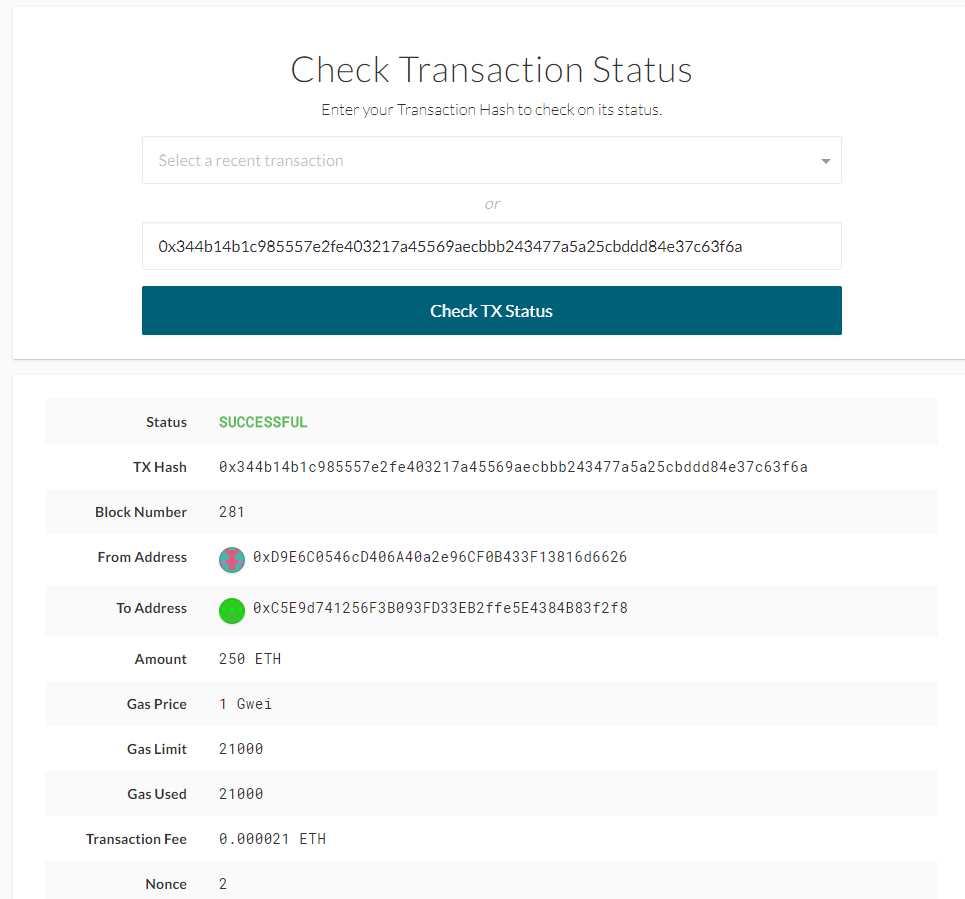 Check Transaction Status
Enter your Transaction Hash to check on its status.
Select a recent transaction
or
0x344b14b1c985557e2fe403217a45569aecbbb243477a5a25cbddd84e37c63f6a
Check TX Status
Status SUCCESSFUL
TX Hash 0x344b14b1c985557e2fe403217a45569aecbbb243477a5a25cbddd84e37c63f6a
Block Number 281
From Address 0xD9E6C0546cD406A40a2e96CF0B433F13816d6626
To Address 0xC5E9d741256F3B093FD33EB2ffe5E4384B83f2f8
Amount 250 ETH
Gas Price 1 Gwei
Gas Limit 21000
Gas Used 21000
Transaction Fee 0.000021 ETH
Nonce 2